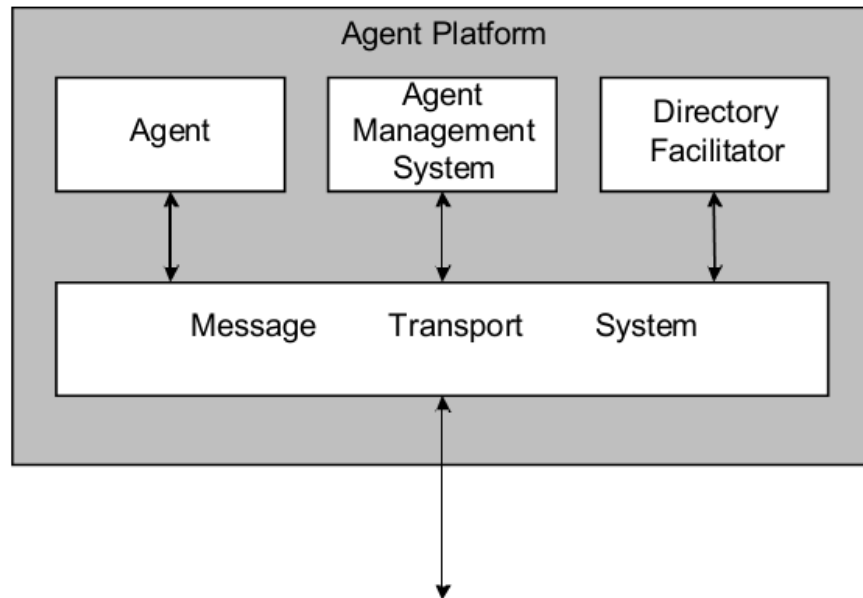 Agent Platform
Agent
Agent
Management
System
Directory
Facilitator
Message Transport System